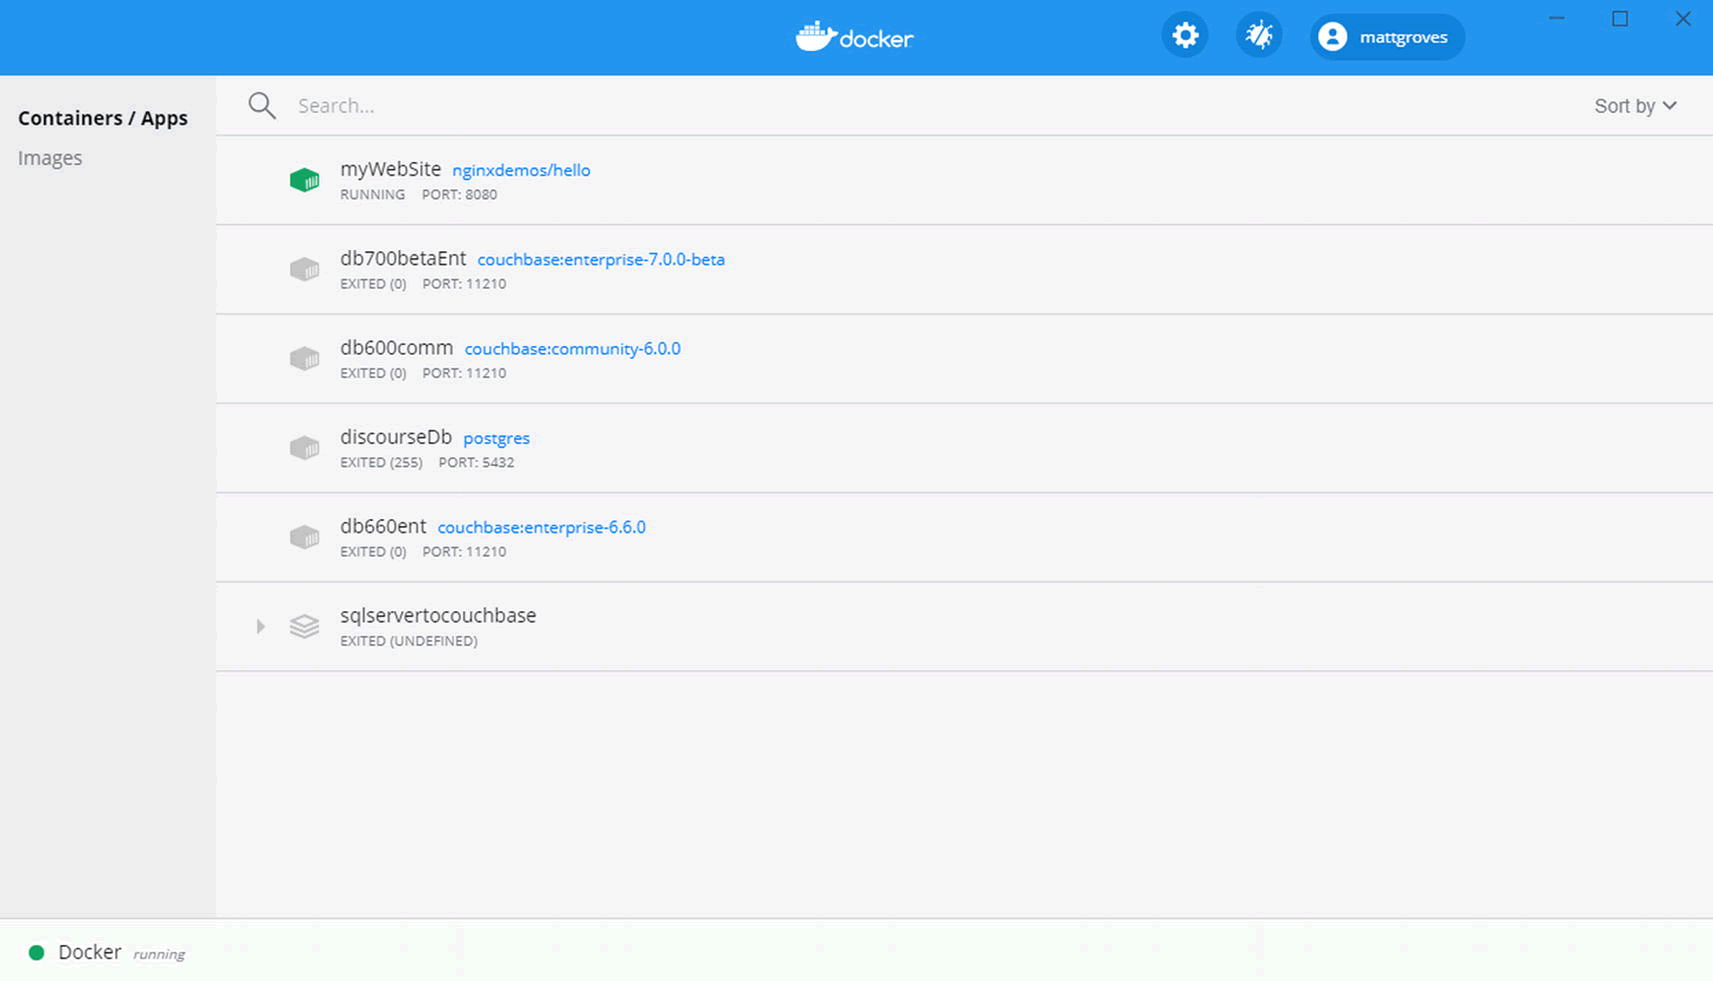 docker
mattgroves
Containers / Apps
Images
Search...
Sort by
myWebSite nginxdemos/hello
RUNNING PORT: 8080
db700betaEnt couchbase:enterprise-7.0.0-beta
EXITED (0) PORT: 11210
db600comm couchbase:community-6.0.0
EXITED (0) PORT: 11210
discourseDb postgres
EXITED (255) PORT: 5432
db660ent couchbase:enterprise-6.6.0
EXITED (0) PORT: 11210
sqlservertocouchbase
EXITED (UNDEFINED)
Docker running